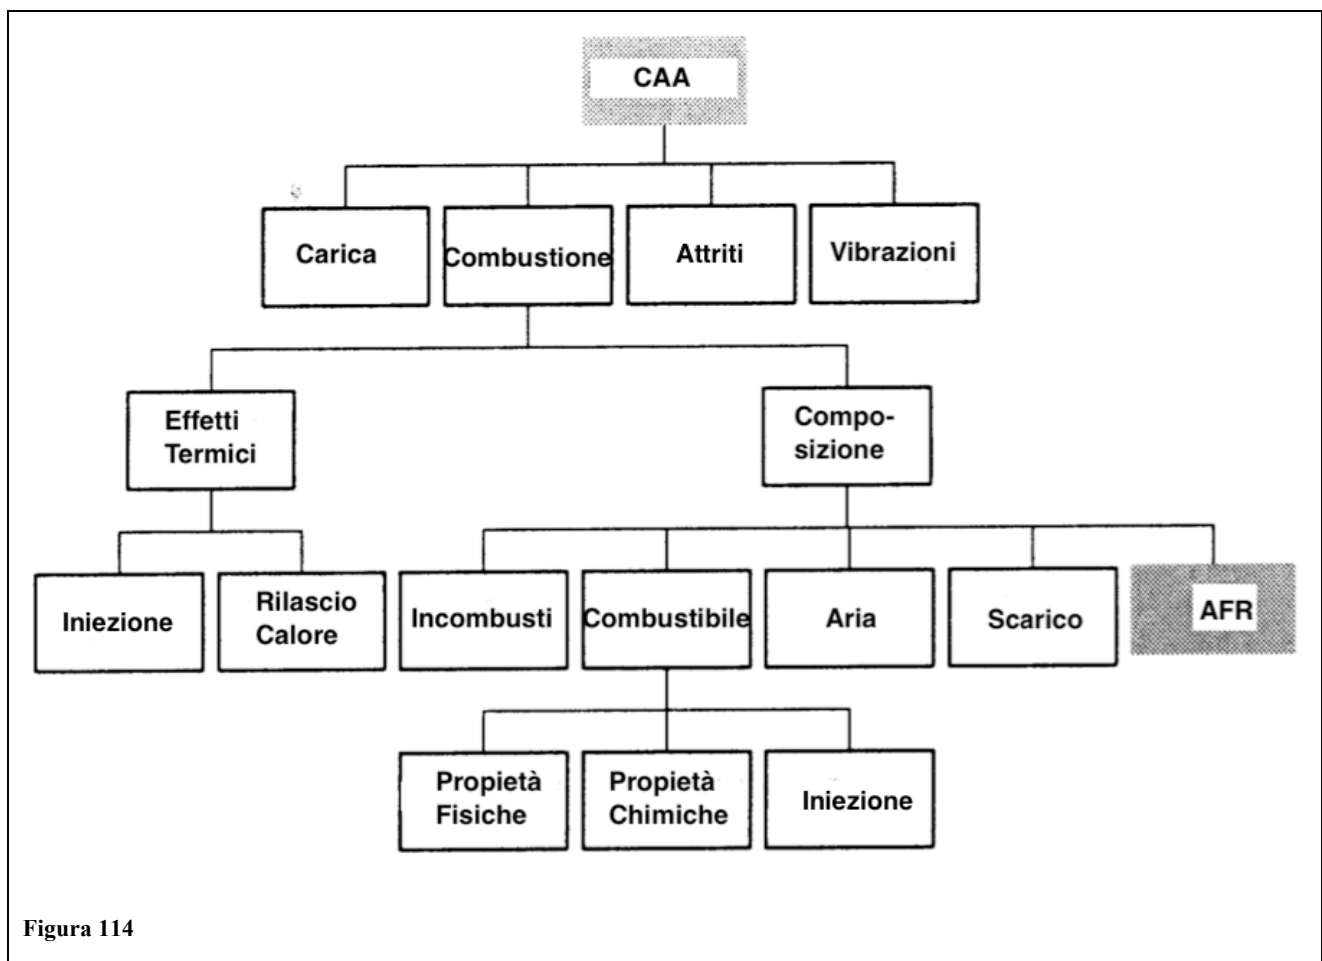 CAA
Carica
Combustione
Attriti
Vibrazioni
Effetti
Termici
Compo-
sizione
Iniezione
Rilascio
Calore
Incombusti
Combustibile
Aria
Scarico
AFR
Propietà
Fisiche
Propietà
Chimiche
Iniezione
Figura 114